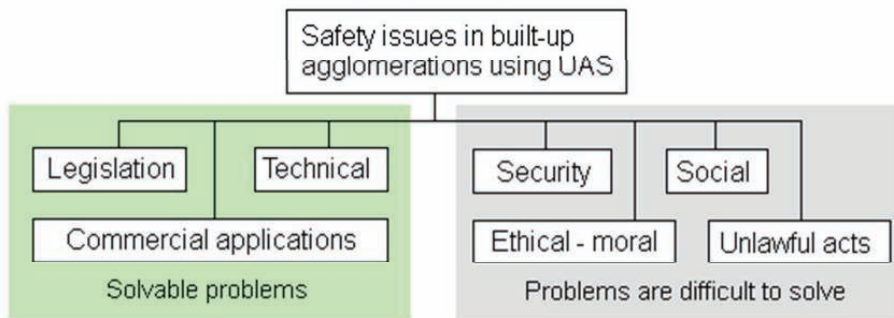 Safety issues in built-up
agglomerations using UAS
Legislation
Technical
Commercial applications
Solvable problems
Security
Social
Ethical - moral
Unlawful acts
Problems are difficult to solve